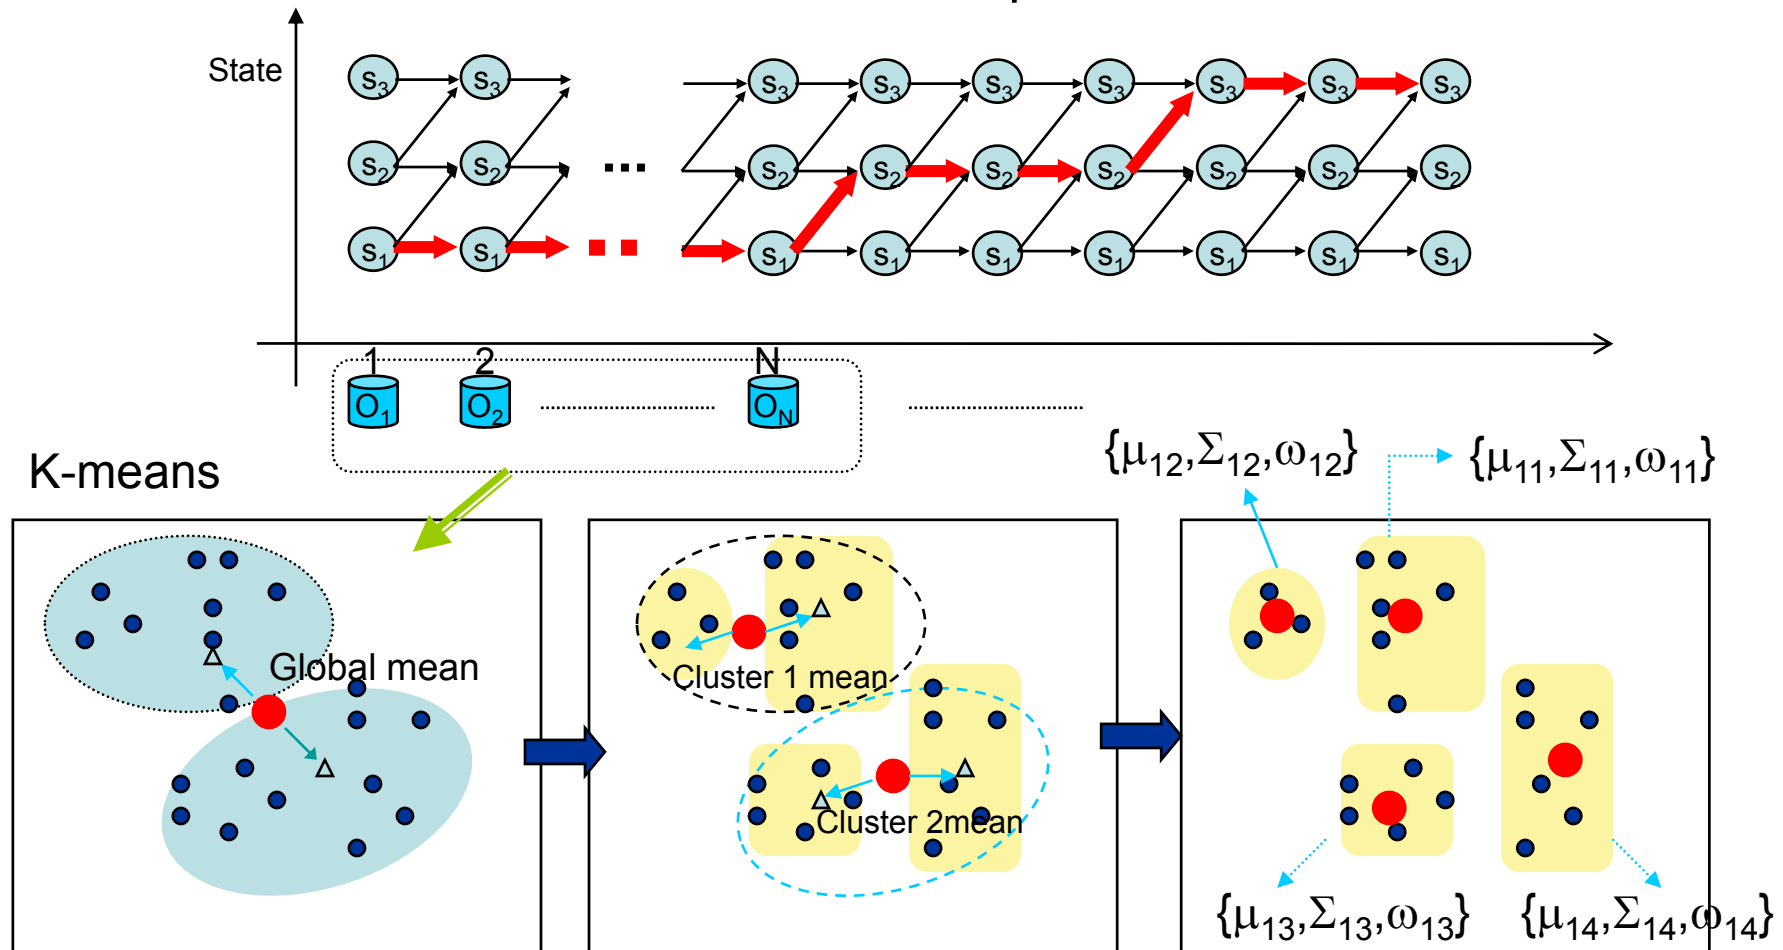 State
s3 s3 s3 s3 s3 s3 s3 s3 s3
s2 s2 ... s2 s2 s2 s2 s2 s2 s2
s1 s1 s1 s1 s1 s1 s1 s1 s1
1 2 N
O1 O2 ON
K-means
{μ12,Σ12,ω12} {μ11,Σ11,ω11}
Global mean
Cluster 1 mean
Cluster 2mean
{μ13,Σ13,ω13} {μ14,Σ14,ω14}